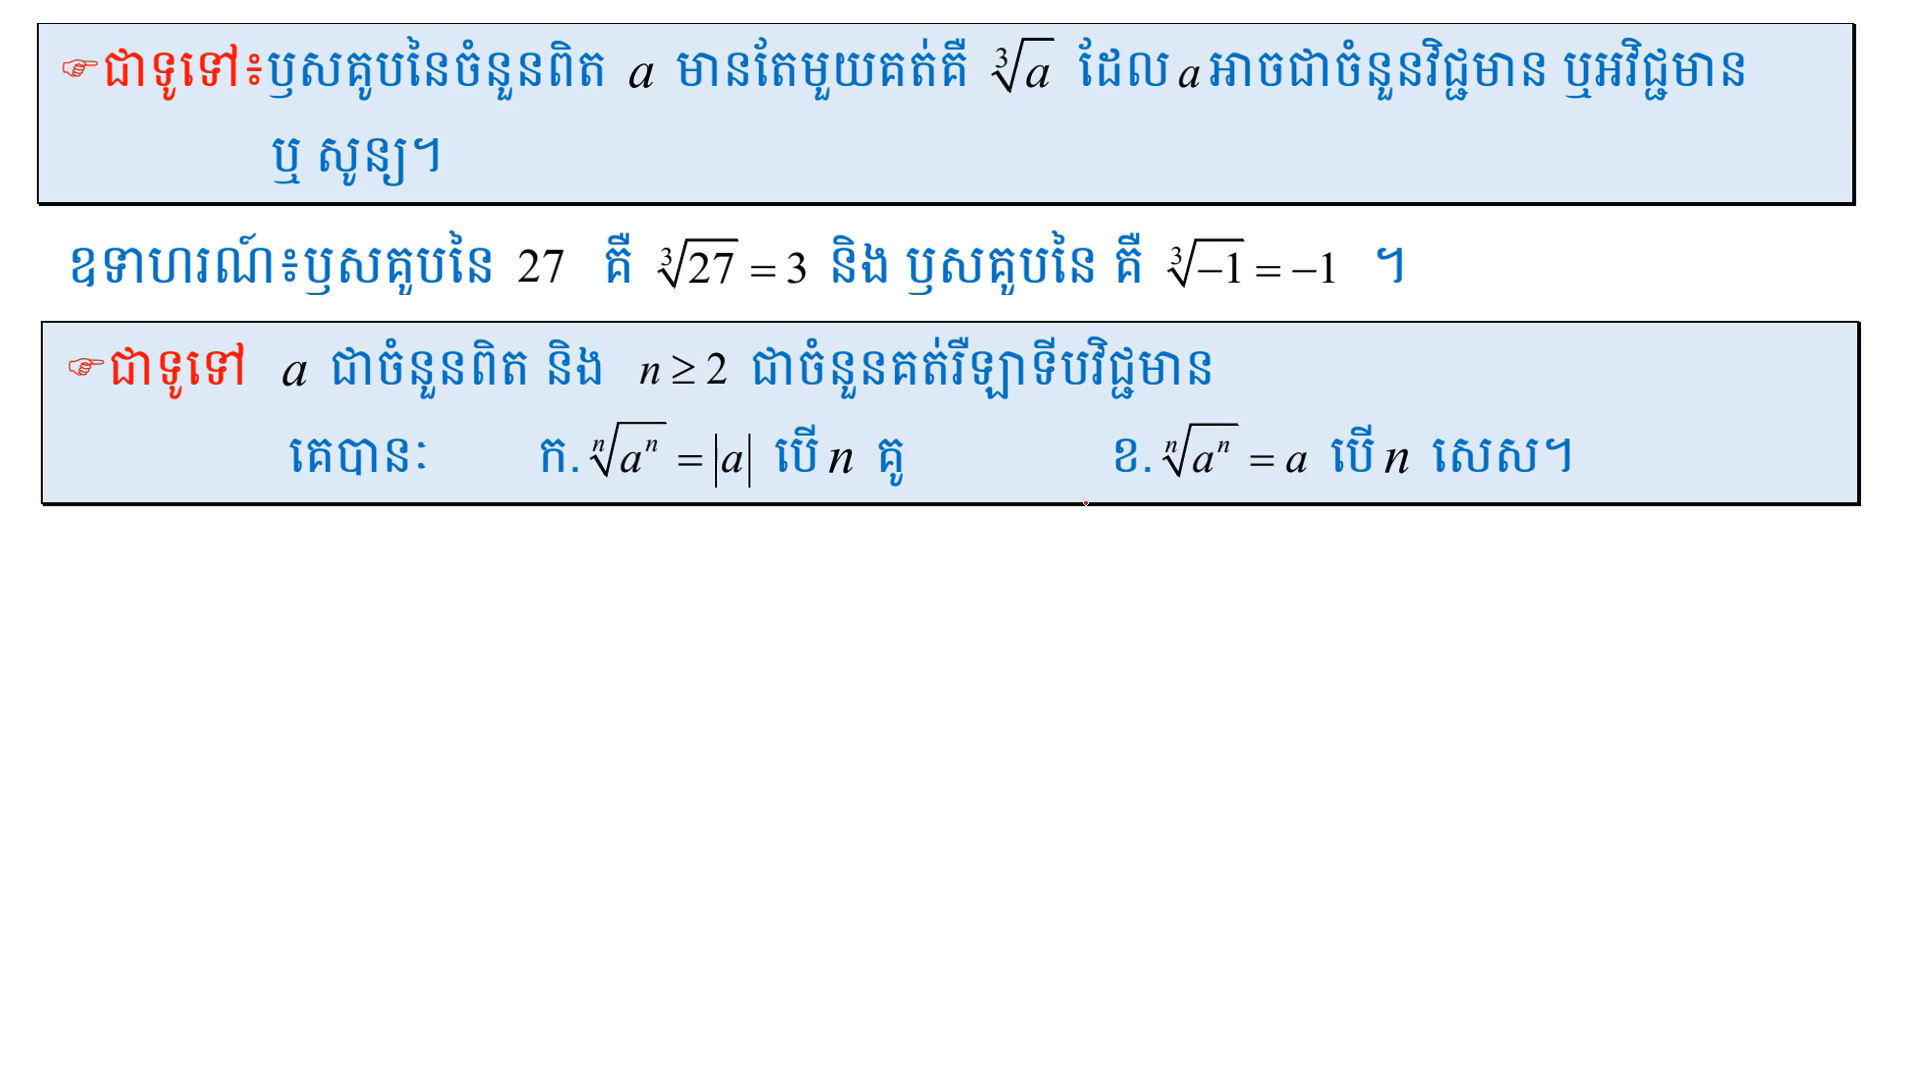 ☞ជាទូទៅ៖ឫសគូបនៃចំនួនពិត a មានតែមួយគត់គឺ ∛a ដែល a អាចជាចំនួនវិជ្ជមាន ឬអវិជ្ជមាន
ឬ សូន្យ។
ឧទាហរណ៍៖ឫសគូបនៃ 27 គឺ ∛27 = 3 និង ឫសគូបនៃ គឺ ∛−1 = −1 ។
☞ជាទូទៅ a ជាចំនួនពិត និង n ≥ 2 ជាចំនួនគត់រឺឡាទីបវិជ្ជមាន
គេបានៈ ក. ⁿ√aⁿ = |a| បើ n គូ ខ. ⁿ√aⁿ = a បើ n សេស។